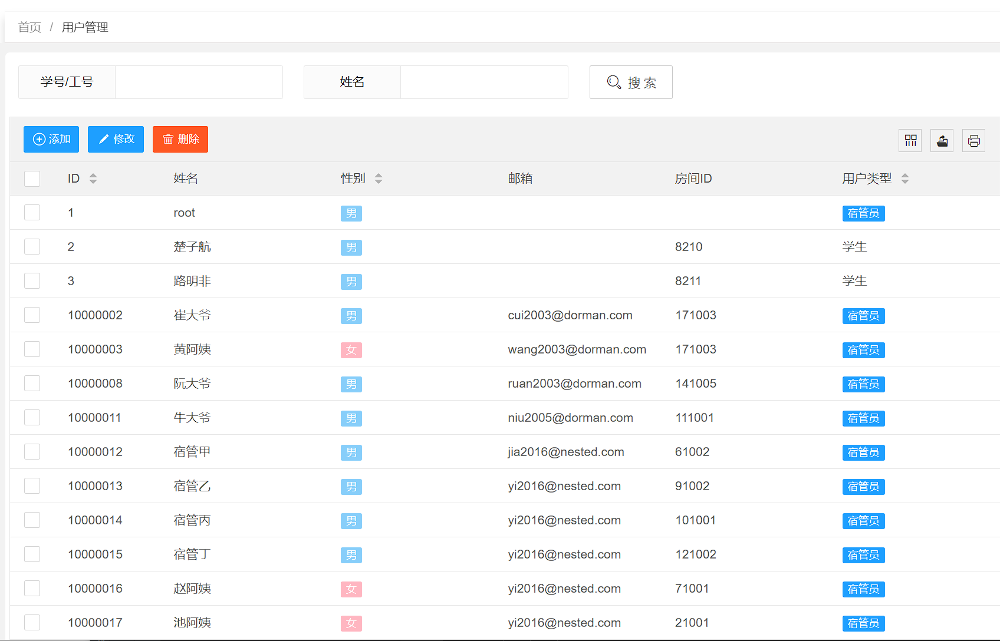 首页 / 用户管理
学号/工号 姓名 搜 索
添加 修改 删除
ID 姓名 性别 邮箱 房间ID 用户类型
1 root 男 宿管员
2 楚子航 男 8210 学生
3 路明非 男 8211 学生
10000002 崔大爷 男 cui2003@dorman.com 171003 宿管员
10000003 黄阿姨 女 wang2003@dorman.com 171003 宿管员
10000008 阮大爷 男 ruan2003@dorman.com 141005 宿管员
10000011 牛大爷 男 niu2005@dorman.com 111001 宿管员
10000012 宿管甲 男 jia2016@nested.com 61002 宿管员
10000013 宿管乙 男 yi2016@nested.com 91002 宿管员
10000014 宿管丙 男 yi2016@nested.com 101001 宿管员
10000015 宿管丁 男 yi2016@nested.com 121002 宿管员
10000016 赵阿姨 女 yi2016@nested.com 71001 宿管员
10000017 池阿姨 女 yi2016@nested.com 21001 宿管员